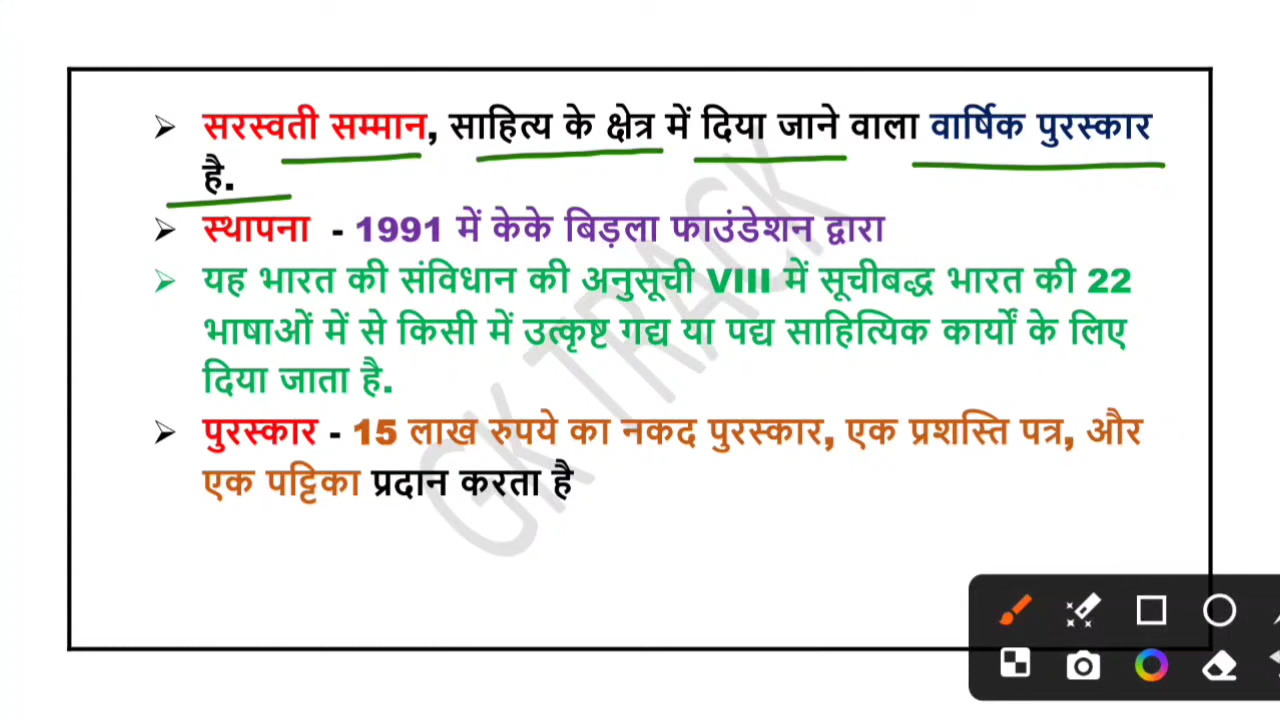 ➢ सरस्वती सम्मान, साहित्य के क्षेत्र में दिया जाने वाला वार्षिक पुरस्कार
है.
➢ स्थापना - 1991 में केके बिड़ला फाउंडेशन द्वारा
➢ यह भारत की संविधान की अनुसूची VIII में सूचीबद्ध भारत की 22
भाषाओं में से किसी में उत्कृष्ट गद्य या पद्य साहित्यिक कार्यों के लिए
दिया जाता है.
➢ पुरस्कार - 15 लाख रुपये का नकद पुरस्कार, एक प्रशस्ति पत्र, और
एक पट्टिका प्रदान करता है
GK TRACK